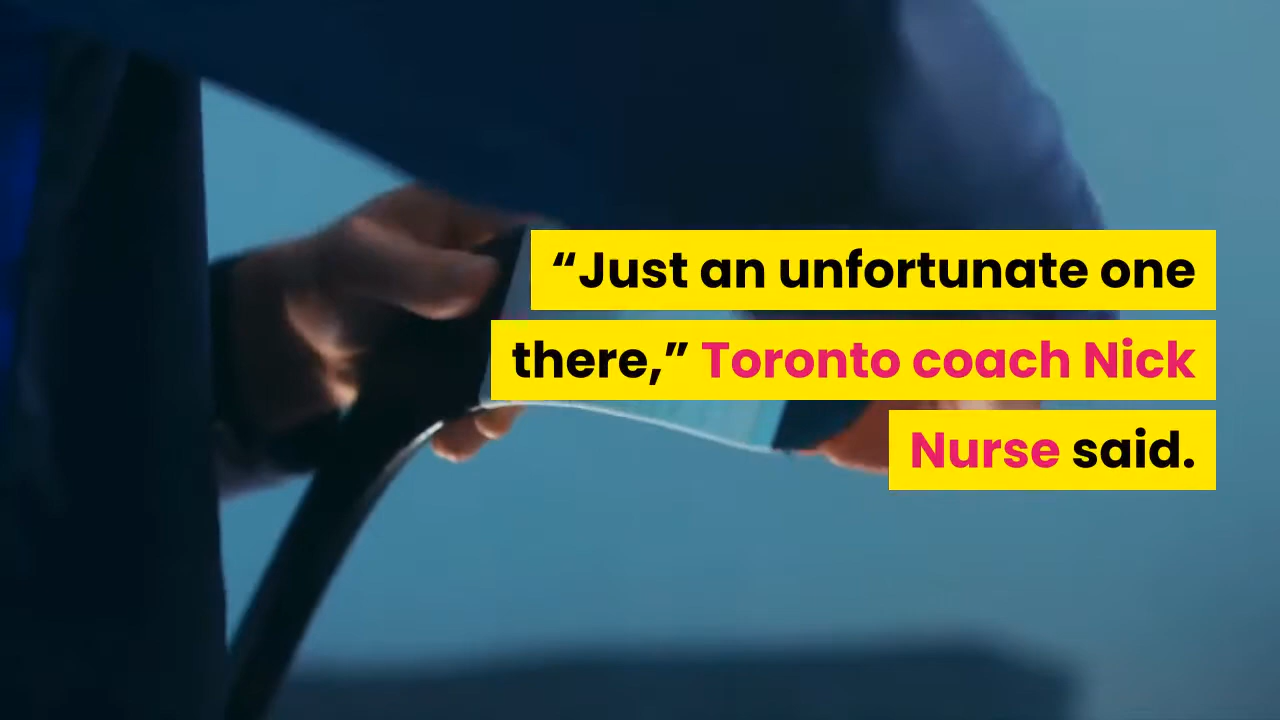 “Just an unfortunate one
there,” Toronto coach Nick
Nurse said.